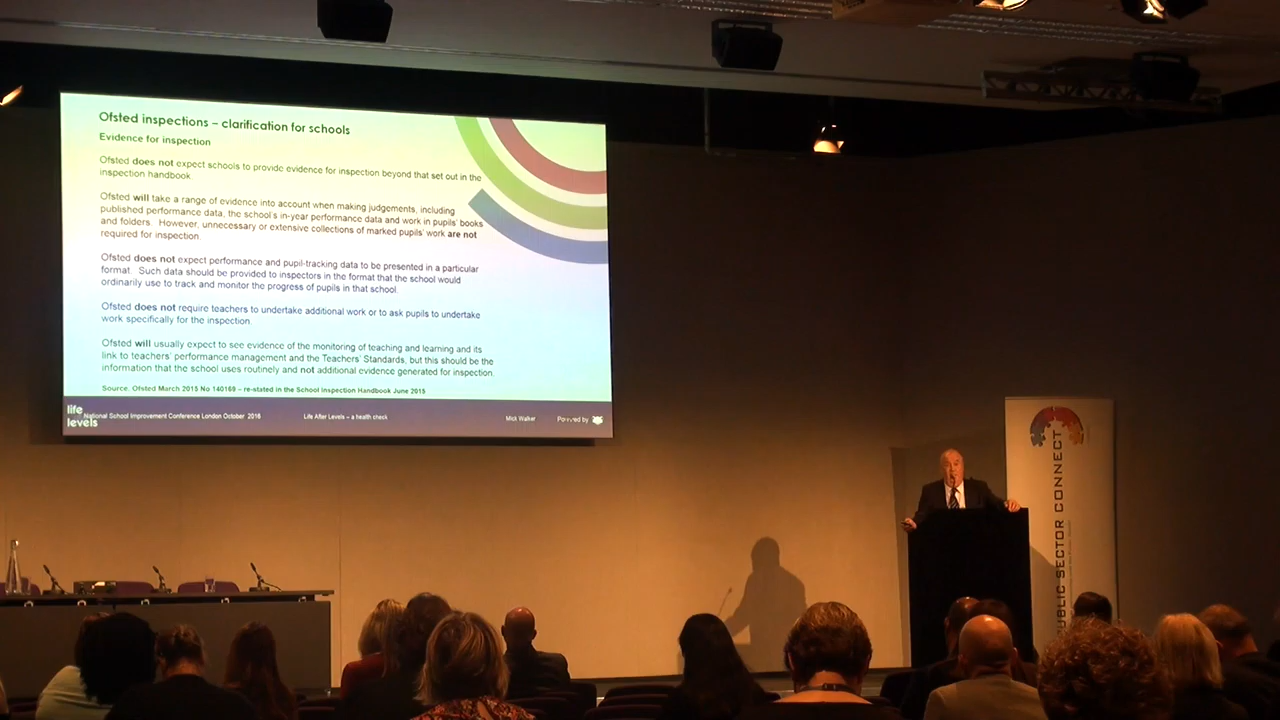 Ofsted inspections – clarification for schools
Evidence for inspection
Ofsted does not expect schools to provide evidence for inspection beyond that set out in the
inspection handbook.
Ofsted will take a range of evidence into account when making judgements, including
published performance data, the school's in-year performance data and work in pupils' books
and folders. However, unnecessary or extensive collections of marked pupils' work are not
required for inspection.
Ofsted does not expect performance and pupil-tracking data to be presented in a particular
format. Such data should be provided to inspectors in the format that the school would
ordinarily use to track and monitor the progress of pupils in that school.
Ofsted does not require teachers to undertake additional work or to ask pupils to undertake
work specifically for the inspection.
Ofsted will usually expect to see evidence of the monitoring of teaching and learning and its
link to teachers' performance management and the Teachers' Standards, but this should be the
information that the school uses routinely and not additional evidence generated for inspection.
Source. Ofsted March 2015 No 140169 – re-stated in the School Inspection Handbook June 2015
life
levels
National School Improvement Conference London October 2016
Life After Levels – a health check
Mick Walker
Powered by
PUBLIC SECTOR CONNECT